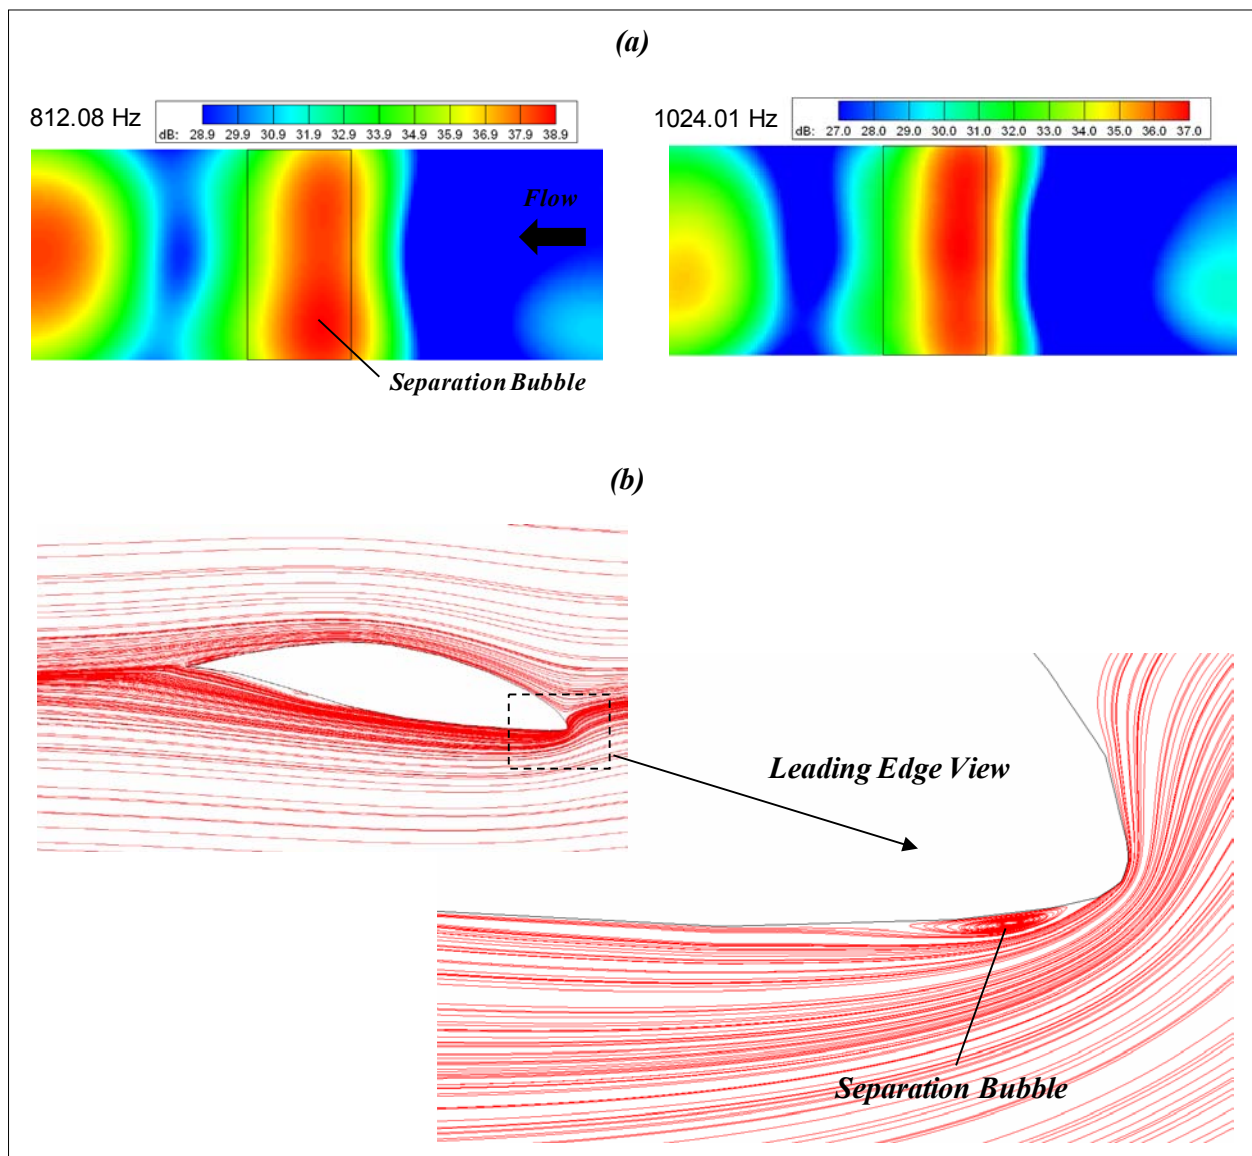 (a)
812.08 Hz
dB: 28.9 29.9 30.9 31.9 32.9 33.9 34.9 35.9 36.9 37.9 38.9
1024.01 Hz
dB: 27.0 28.0 29.0 30.0 31.0 32.0 33.0 34.0 35.0 36.0 37.0
Flow
Separation Bubble
(b)
Leading Edge View
Separation Bubble